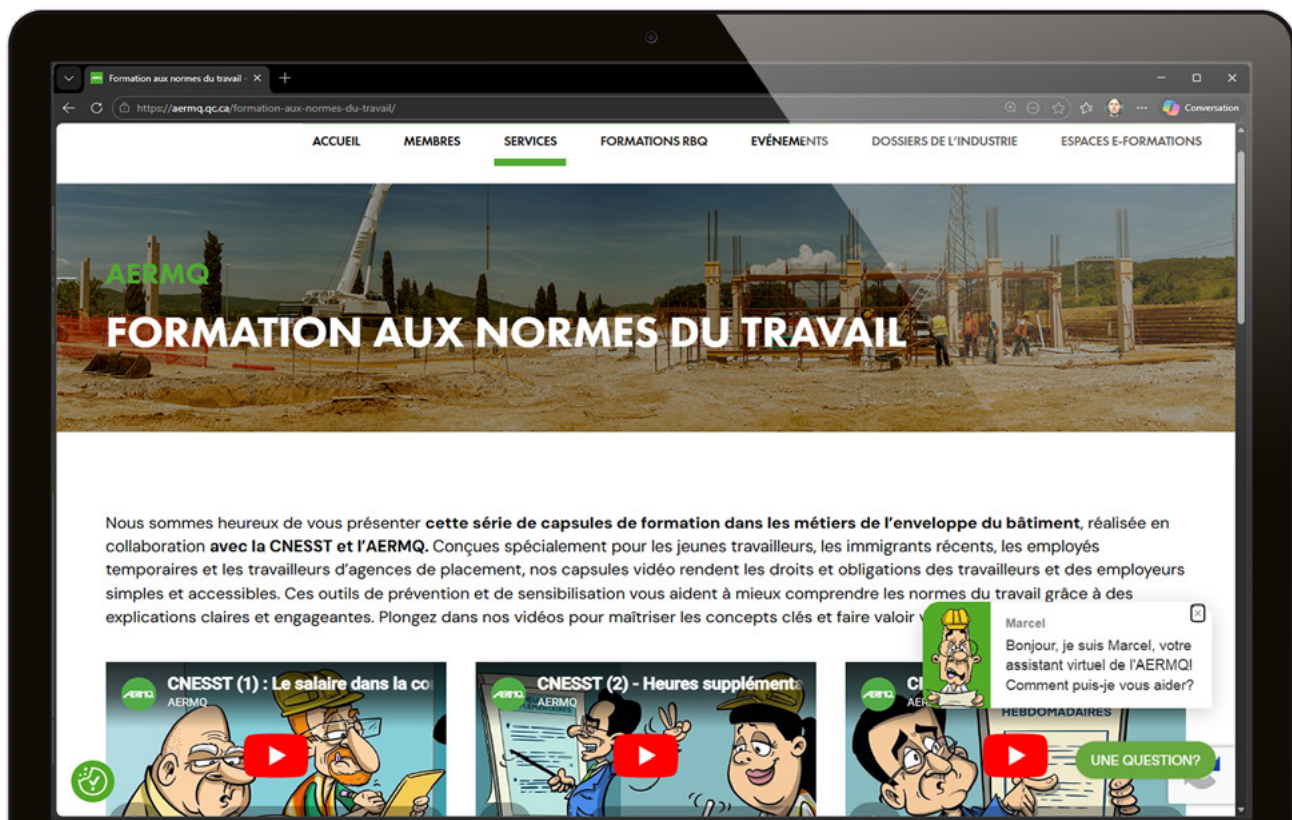 Formation aux normes du travail -
https://aermq.qc.ca/formation-aux-normes-du-travail/
Conversation
ACCUEIL MEMBRES SERVICES FORMATIONS RBQ EVÉNEMENTS DOSSIERS DE L'INDUSTRIE ESPACES E-FORMATIONS
AERMQ
FORMATION AUX NORMES DU TRAVAIL
Nous sommes heureux de vous présenter cette série de capsules de formation dans les métiers de l'enveloppe du bâtiment, réalisée en
collaboration avec la CNESST et l'AERMQ. Conçues spécialement pour les jeunes travailleurs, les immigrants récents, les employés
temporaires et les travailleurs d'agences de placement, nos capsules vidéo rendent les droits et obligations des travailleurs et des employeurs
simples et accessibles. Ces outils de prévention et de sensibilisation vous aident à mieux comprendre les normes du travail grâce à des
explications claires et engageantes. Plongez dans nos vidéos pour maîtriser les concepts clés et faire valoir
Marcel
Bonjour, je suis Marcel, votre
assistant virtuel de l'AERMQ!
Comment puis-je vous aider?
AERMQ
CNESST (1) : Le salaire dans la
AERMQ
AERMQ
CNESST (2) - Heures
AERMQ
AERMQ
HEBDOMADAIRES
UNE QUESTION?